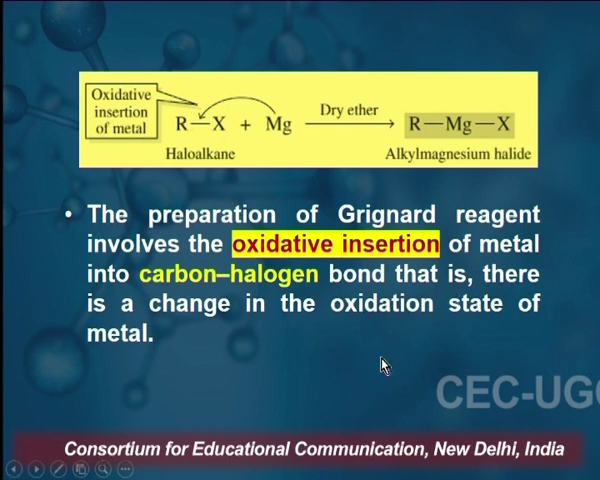 Oxidative
insertion
of metal
R—X + Mg
Dry ether
R—Mg—X
Haloalkane
Alkylmagnesium halide
• The preparation of Grignard reagent
involves the oxidative insertion of metal
into carbon–halogen bond that is, there
is a change in the oxidation state of
metal.
CEC-UG
Consortium for Educational Communication, New Delhi, India